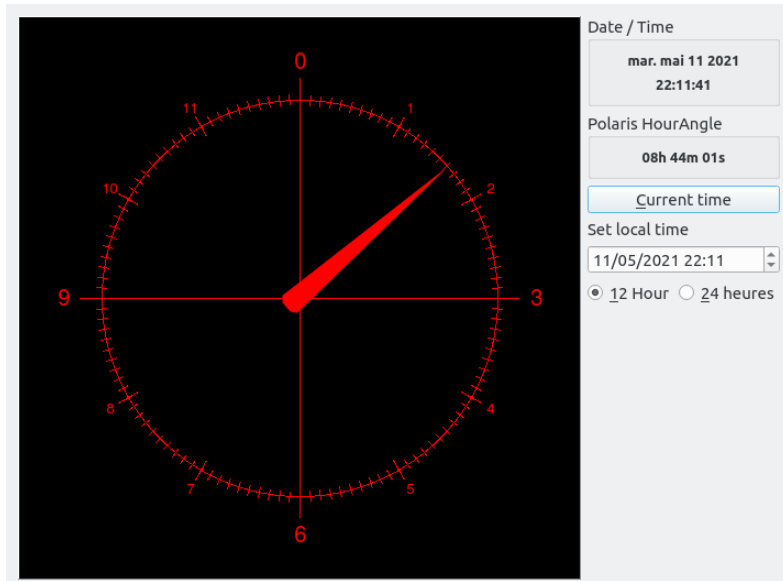 0
1
2
3
4
5
6
7
8
9
10
11
Date / Time
mar. mai 11 2021
22:11:41
Polaris HourAngle
08h 44m 01s
Current time
Set local time
11/05/2021 22:11
12 Hour 24 heures